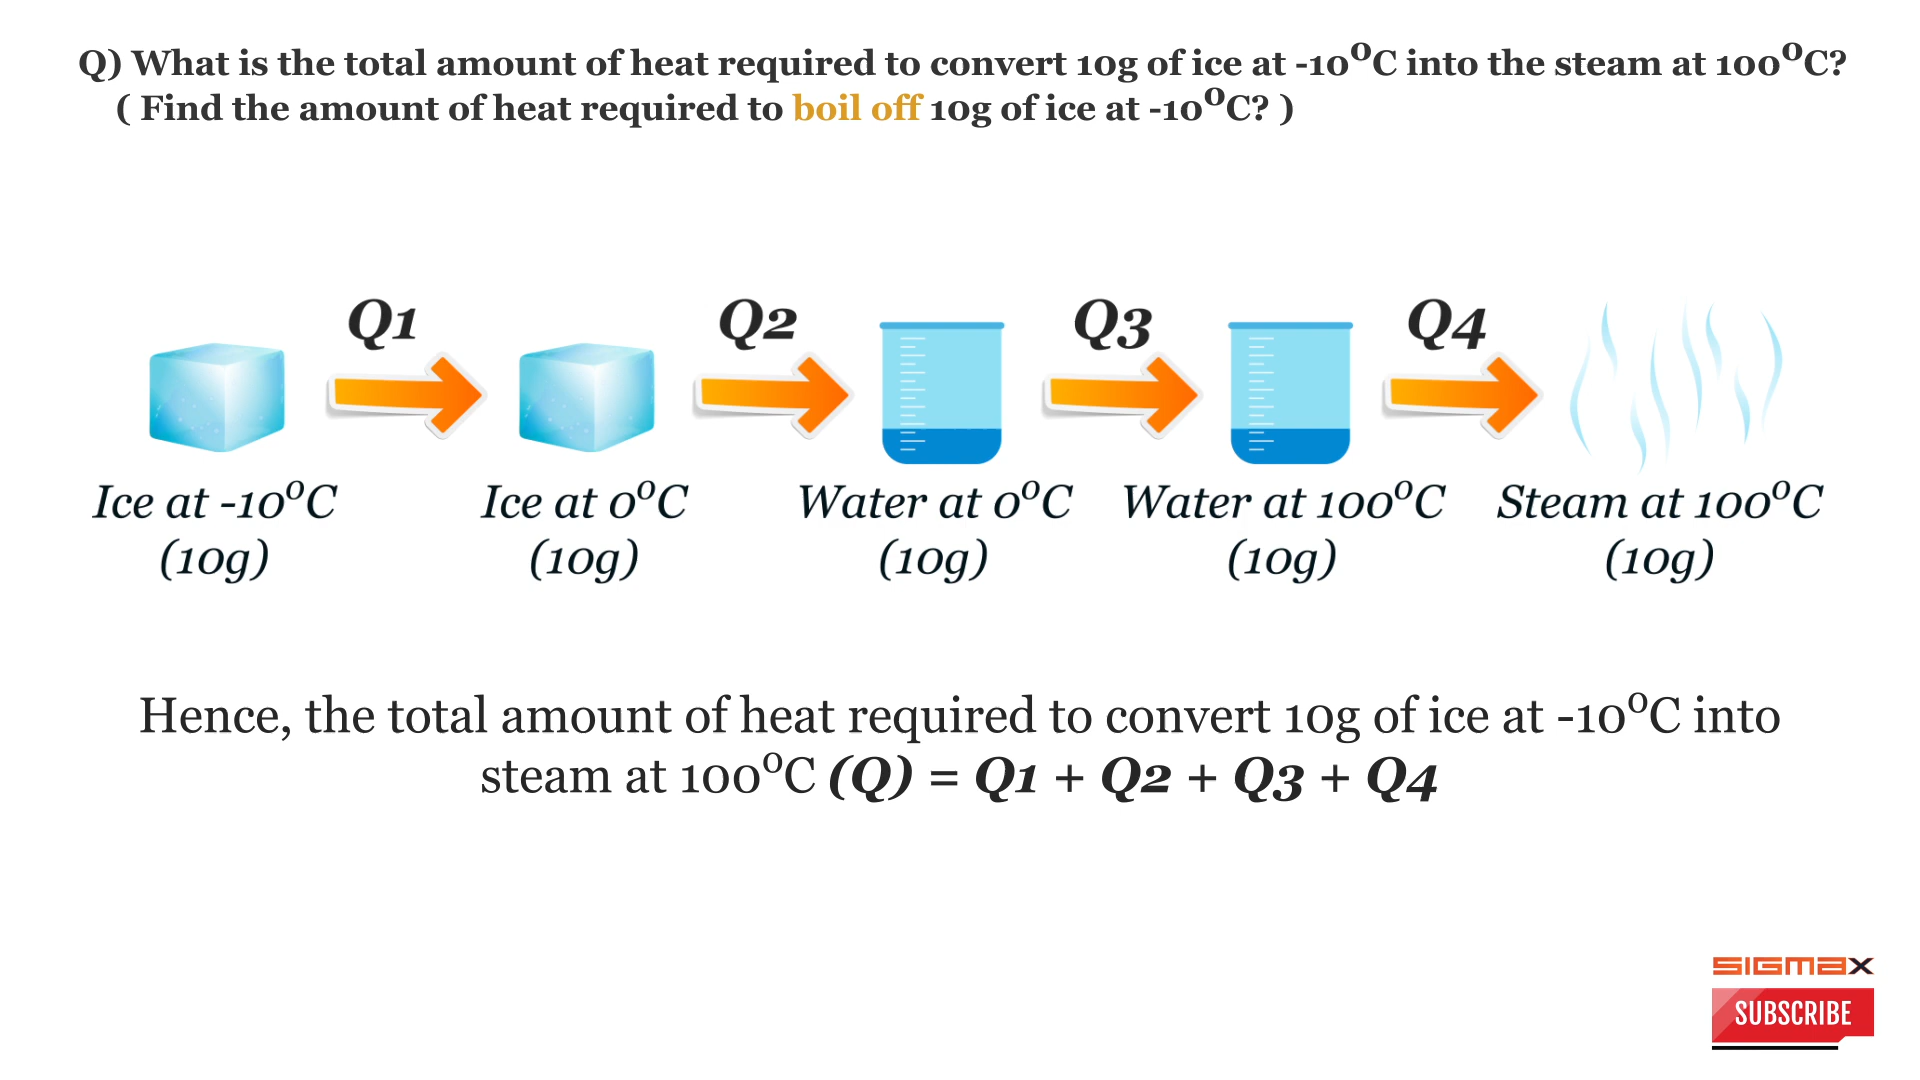 Q) What is the total amount of heat required to convert 10g of ice at -10⁰C into the steam at 100⁰C?
( Find the amount of heat required to boil off 10g of ice at -10⁰C? )
Q1 Q2 Q3 Q4
Ice at -10⁰C Ice at 0⁰C Water at 0⁰C Water at 100⁰C Steam at 100⁰C
(10g) (10g) (10g) (10g) (10g)
Hence, the total amount of heat required to convert 10g of ice at -10⁰C into
steam at 100⁰C (Q) = Q1 + Q2 + Q3 + Q4
SIGMAX
SUBSCRIBE